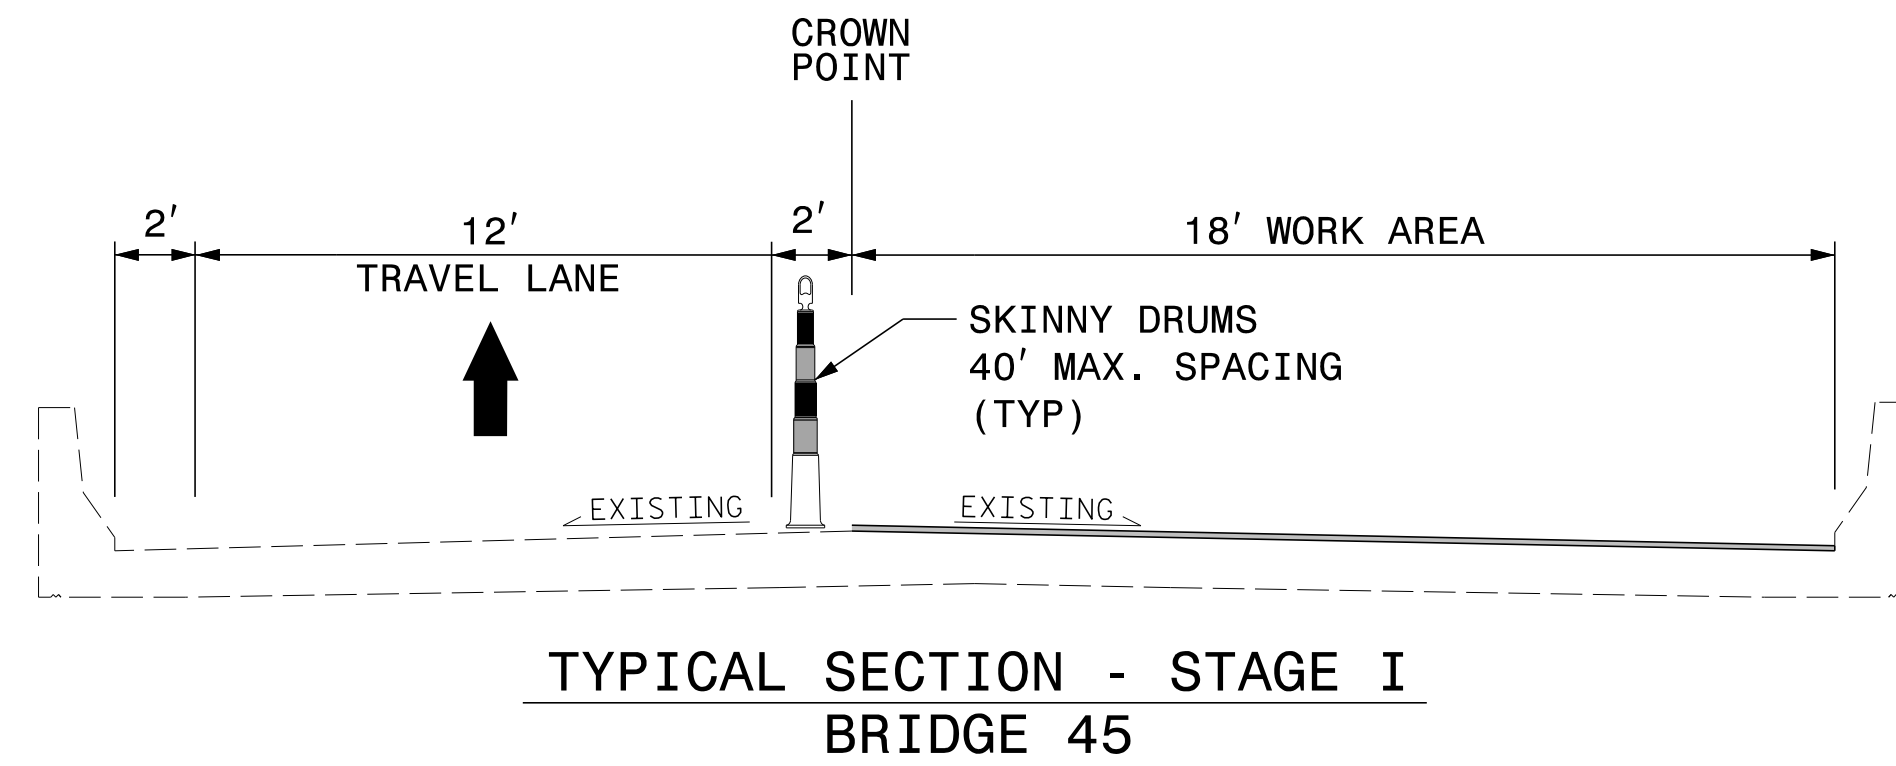 CROWN
POINT
2'
12'
2'
18' WORK AREA
TRAVEL LANE
SKINNY DRUMS
40' MAX. SPACING
(TYP)
EXISTING
EXISTING
TYPICAL SECTION - STAGE I
BRIDGE 45